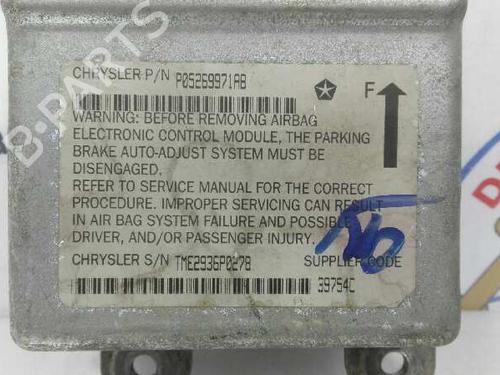 B-PARTS
CHRYSLER P/N P05269971AB
F
WARNING: BEFORE REMOVING AIRBAG
ELECTRONIC CONTROL MODULE, THE PARKING
BRAKE AUTO-ADJUST SYSTEM MUST BE
DISENGAGED.
REFER TO SERVICE MANUAL FOR THE CORRECT
PROCEDURE. IMPROPER SERVICING CAN RESULT
IN AIR BAG SYSTEM FAILURE AND POSSIBLE
DRIVER, AND/OR PASSENGER INJURY.
CHRYSLER S/N TME2936P0278 SUPPLIER CODE
39754C